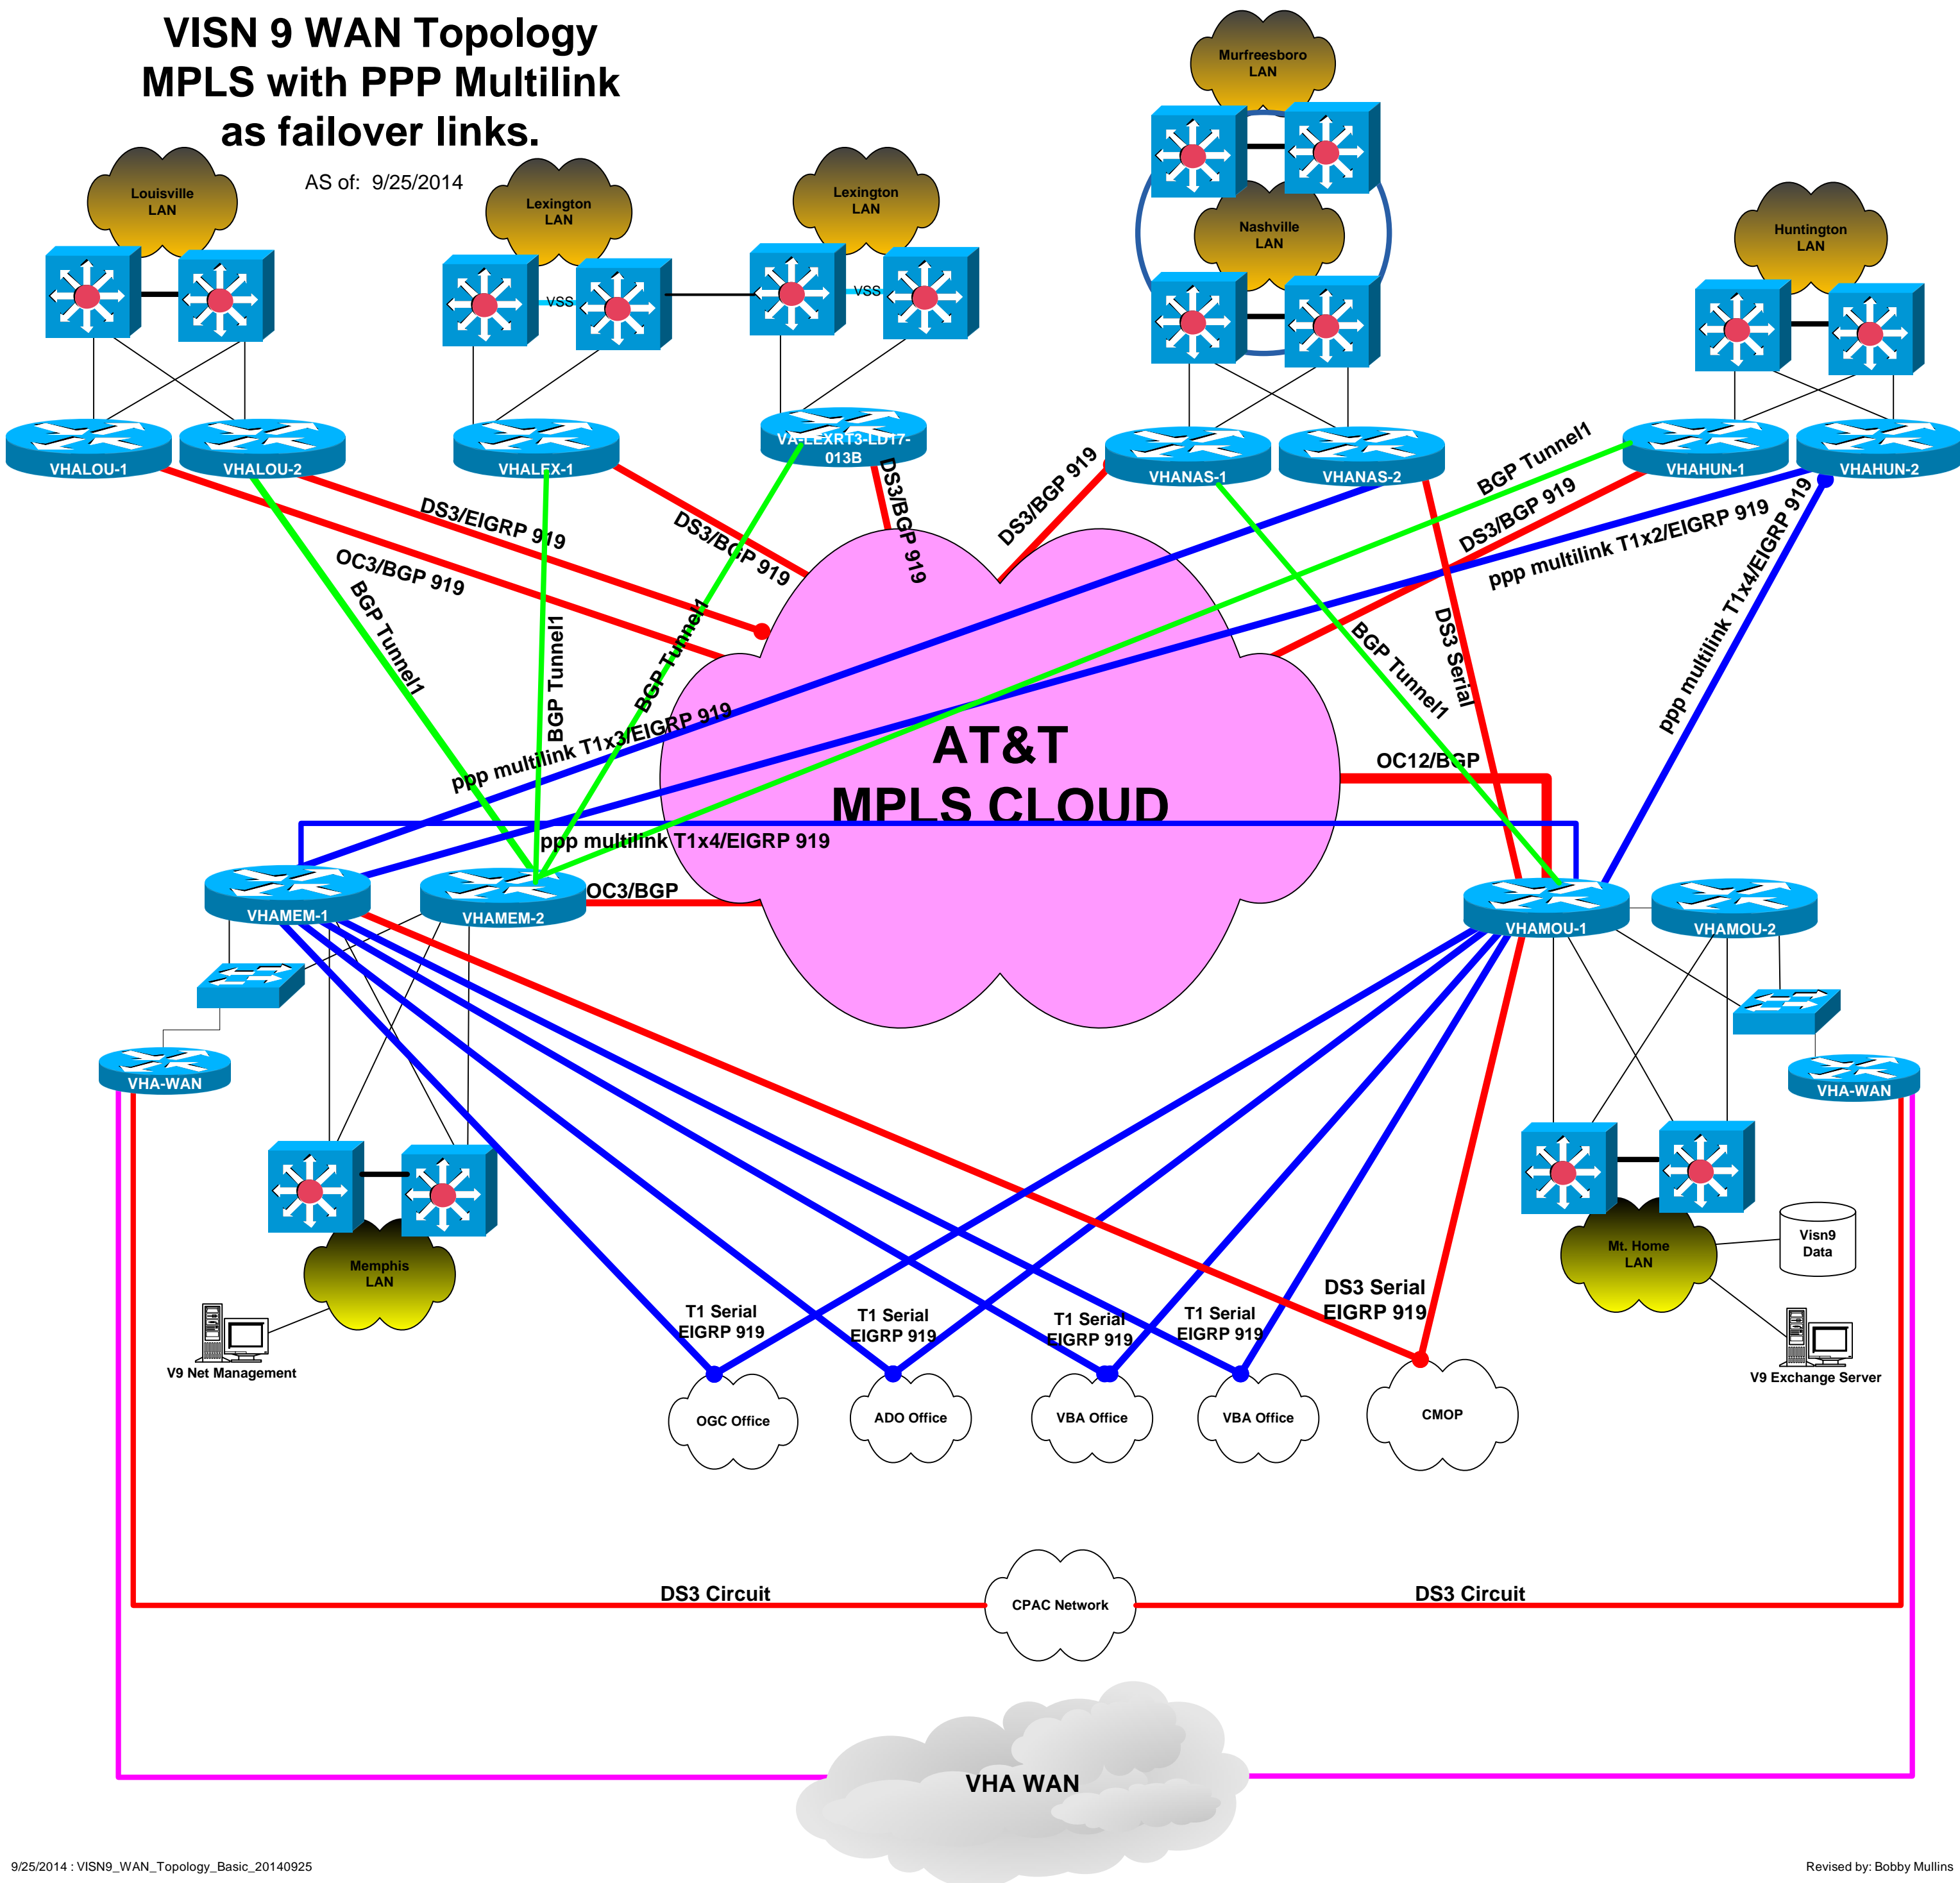 VISN 9 WAN Topology
MPLS with PPP Multilink
as failover links.
AS of: 9/25/2014
Murfreesboro
LAN
Louisville
LAN
Lexington
LAN
Lexington
LAN
Nashville
LAN
Huntington
LAN
VSS
VSS
VHALOU-1
VHALOU-2
VHALEX-1
VA-LEXRT3-LD17-
013B
VHANAS-1
VHANAS-2
VHAHUN-1
VHAHUN-2
DS3/EIGRP 919
OC3/BGP 919
DS3/BGP 919
DS3/BGP 919
DS3/BGP 919
BGP Tunnel1
DS3/BGP 919
ppp multilink T1x2/EIGRP 919
ppp multilink T1x4/EIGRP 919
BGP Tunnel1
BGP Tunnel1
BGP Tunnel1
BGP Tunnel1
DS3 Serial
ppp multilink T1x3/EIGRP 919
AT&T
MPLS CLOUD
OC12/BGP
ppp multilink T1x4/EIGRP 919
OC3/BGP
VHAMEM-1
VHAMEM-2
VHAMOU-1
VHAMOU-2
VHA-WAN
VHA-WAN
Memphis
LAN
Mt. Home
LAN
Visn9
Data
V9 Net Management
V9 Exchange Server
T1 Serial
EIGRP 919
T1 Serial
EIGRP 919
T1 Serial
EIGRP 919
T1 Serial
EIGRP 919
DS3 Serial
EIGRP 919
OGC Office
ADO Office
VBA Office
VBA Office
CMOP
DS3 Circuit
CPAC Network
DS3 Circuit
VHA WAN
9/25/2014 : VISN9_WAN_Topology_Basic_20140925
Revised by: Bobby Mullins